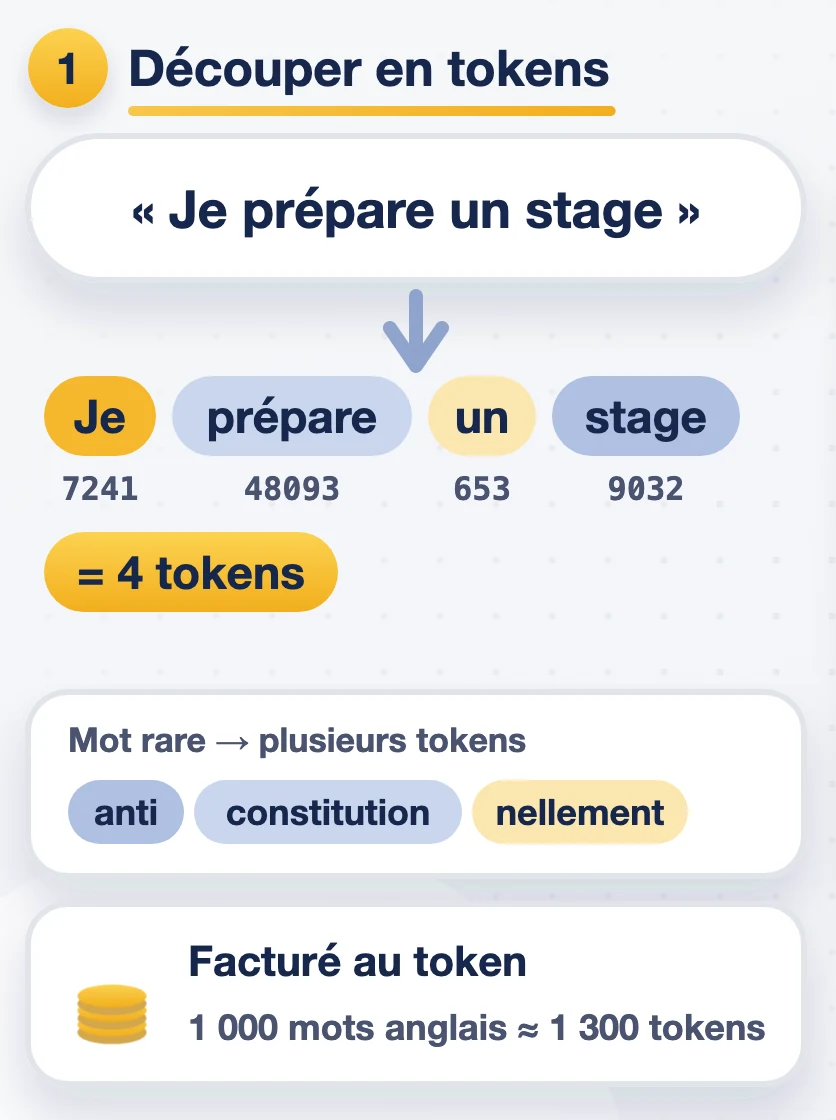 1 Découper en tokens
« Je prépare un stage »
Je prépare un stage
7241 48093 653 9032
= 4 tokens
Mot rare → plusieurs tokens
anti constitution nellement
Facturé au token
1 000 mots anglais ≈ 1 300 tokens